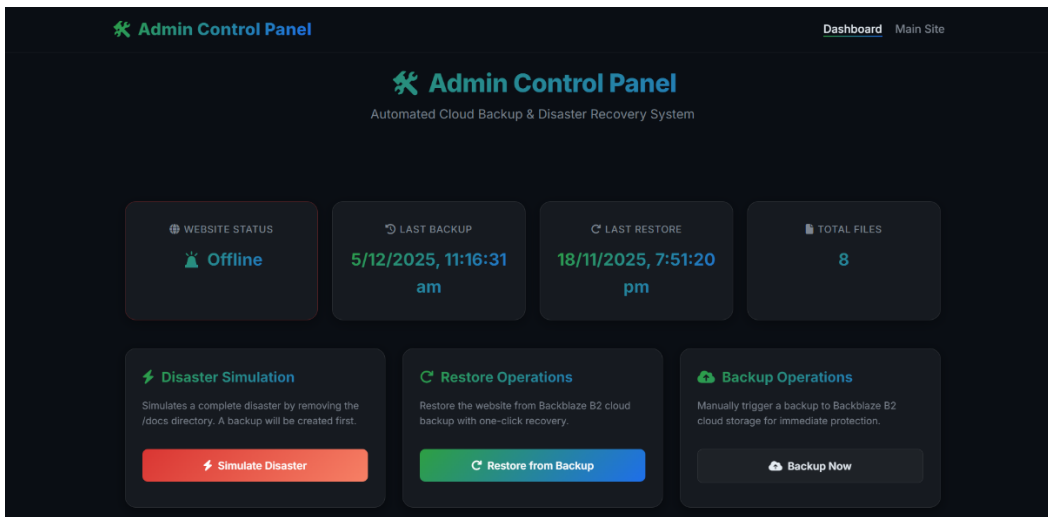 Admin Control Panel
Dashboard Main Site
Admin Control Panel
Automated Cloud Backup & Disaster Recovery System
WEBSITE STATUS
Offline
LAST BACKUP
5/12/2025, 11:16:31
am
LAST RESTORE
18/11/2025, 7:51:20
pm
TOTAL FILES
8
Disaster Simulation
Simulates a complete disaster by removing the
/docs directory. A backup will be created first.
Simulate Disaster
Restore Operations
Restore the website from Backblaze B2 cloud
backup with one-click recovery.
Restore from Backup
Backup Operations
Manually trigger a backup to Backblaze B2
cloud storage for immediate protection.
Backup Now